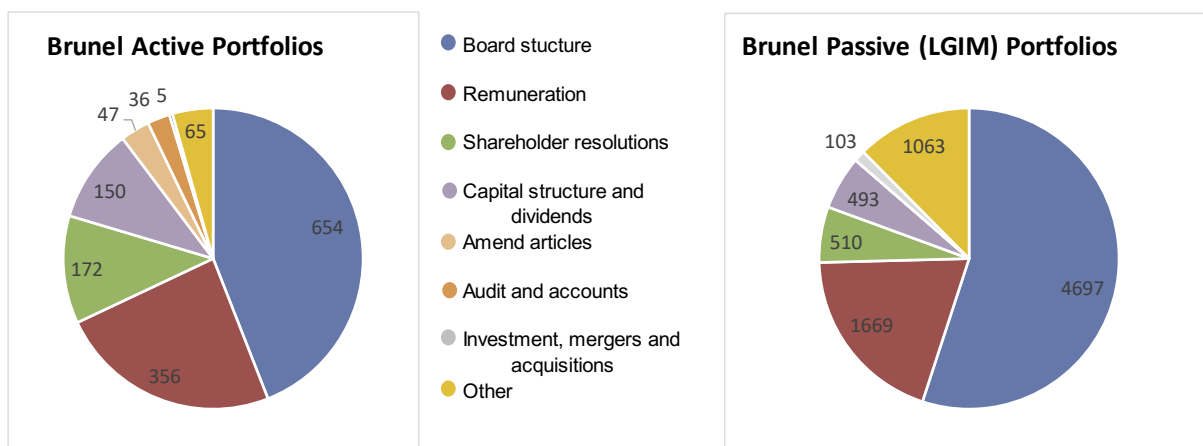 Brunel Active Portfolios
654
356
172
150
47
36
5
65
Board stucture
Remuneration
Shareholder resolutions
Capital structure and
dividends
Amend articles
Audit and accounts
Investment, mergers and
acquisitions
Other
Brunel Passive (LGIM) Portfolios
4697
1669
510
493
103
1063